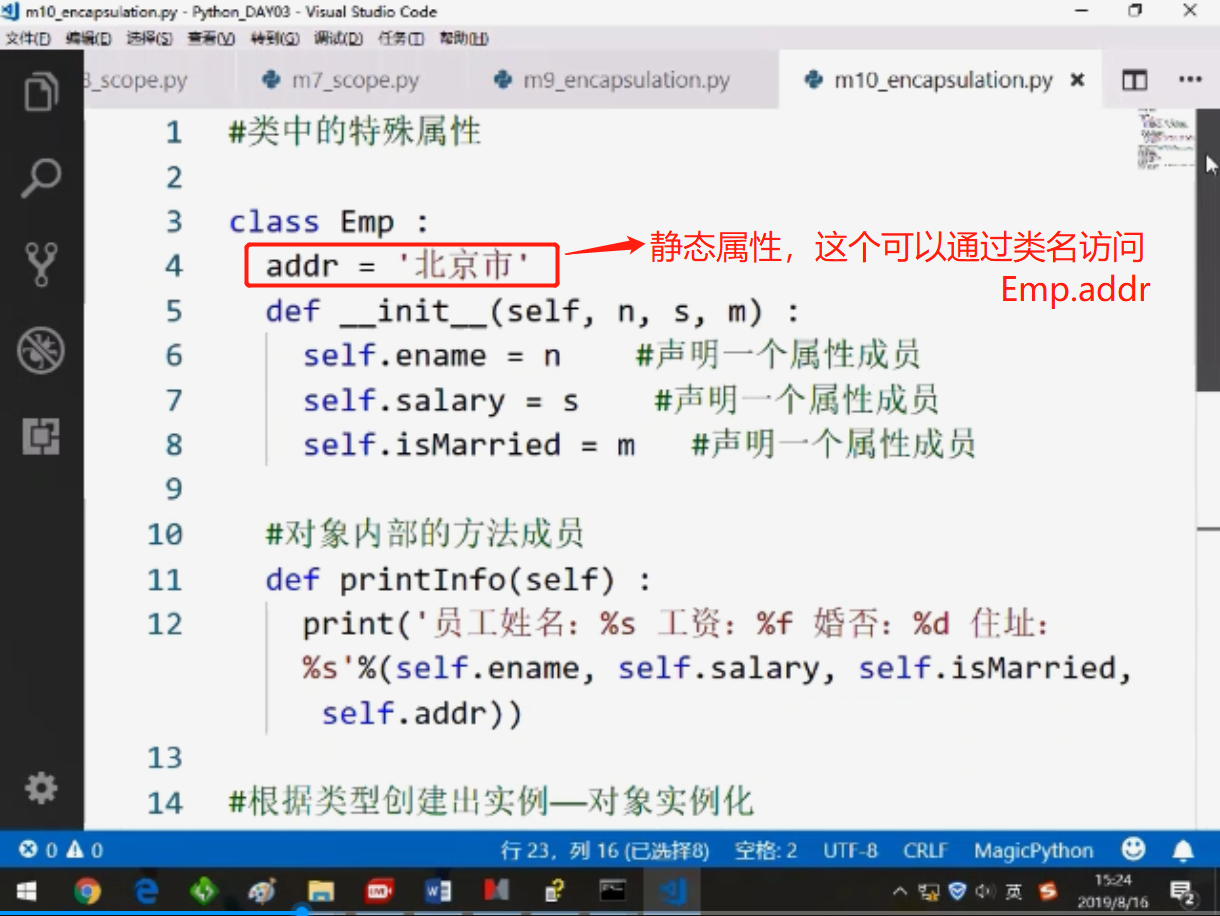 m10_encapsulation.py - Python_DAY03 - Visual Studio Code
文件(F) 编辑(E) 选择(S) 查看(V) 转到(G) 调试(D) 任务(T) 帮助(H)
_scope.py m7_scope.py m9_encapsulation.py m10_encapsulation.py
1 #类中的特殊属性
2
3 class Emp :
4 addr = '北京市' 静态属性，这个可以通过类名访问
Emp.addr
5 def __init__(self, n, s, m) :
6 self.ename = n #声明一个属性成员
7 self.salary = s #声明一个属性成员
8 self.isMarried = m #声明一个属性成员
9
10 #对象内部的方法成员
11 def printInfo(self) :
12 print('员工姓名：%s 工资：%f 婚否：%d 住址：
%s'%(self.ename, self.salary, self.isMarried,
self.addr))
13
14 #根据类型创建出实例——对象实例化
0 0 行 23，列 16 (已选择8) 空格: 2 UTF-8 CRLF MagicPython
英 15:24
2019/8/16 2